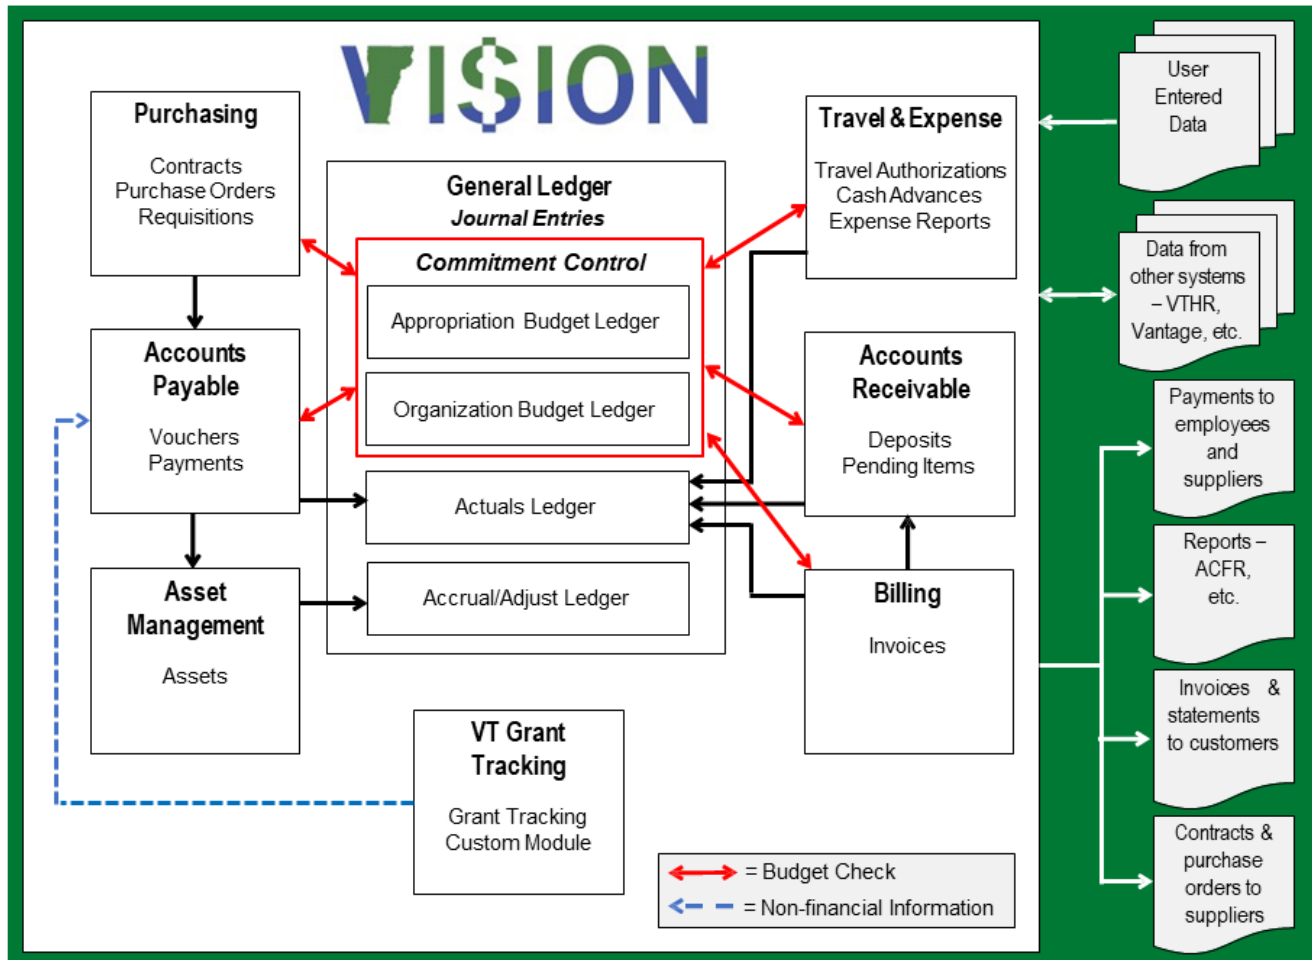 VI$ION
Purchasing
Contracts
Purchase Orders
Requisitions
Accounts
Payable
Vouchers
Payments
Asset
Management
Assets
General Ledger
Journal Entries
Commitment Control
Appropriation Budget Ledger
Organization Budget Ledger
Actuals Ledger
Accrual/Adjust Ledger
VT Grant
Tracking
Grant Tracking
Custom Module
Travel & Expense
Travel Authorizations
Cash Advances
Expense Reports
Accounts
Receivable
Deposits
Pending Items
Billing
Invoices
= Budget Check
= Non-financial Information
User
Entered
Data
Data from
other systems
– VTHR,
Vantage, etc.
Payments to
employees
and
suppliers
Reports –
ACFR,
etc.
Invoices &
statements
to customers
Contracts &
purchase
orders to
suppliers